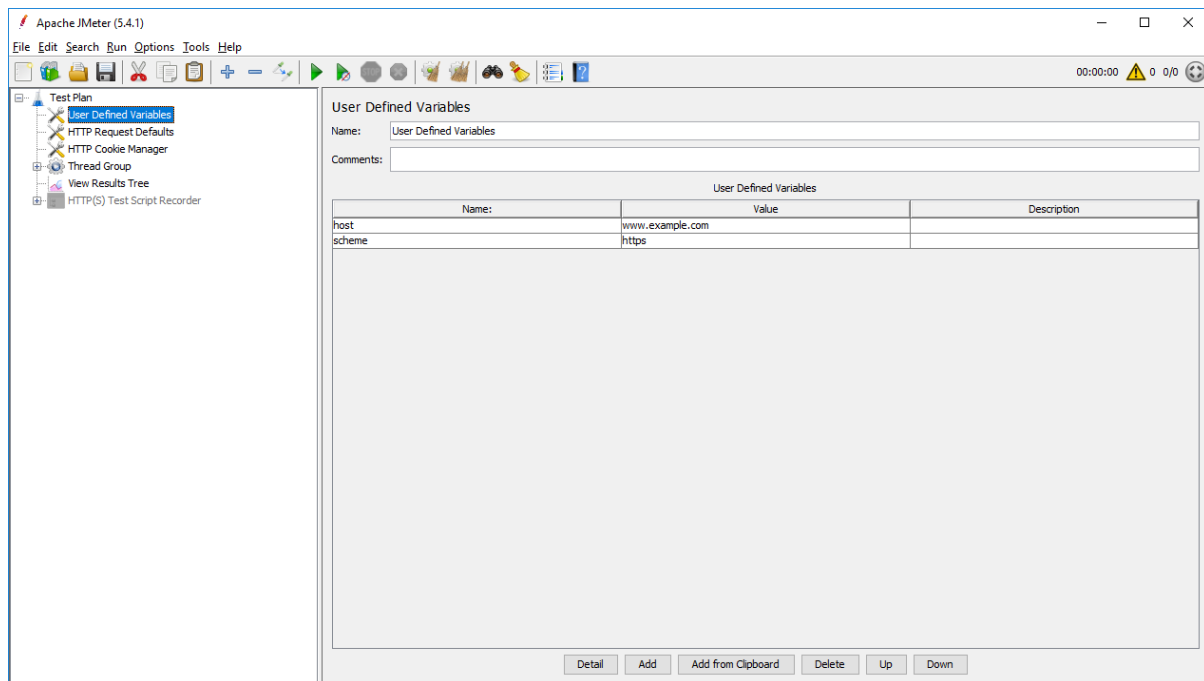 Apache JMeter (5.4.1)
File Edit Search Run Options Tools Help
00:00:00 0 0/0
Test Plan
User Defined Variables
HTTP Request Defaults
HTTP Cookie Manager
Thread Group
View Results Tree
HTTP(S) Test Script Recorder
User Defined Variables
Name: User Defined Variables
Comments:
User Defined Variables
Name: Value Description
host www.example.com
scheme https
Detail Add Add from Clipboard Delete Up Down